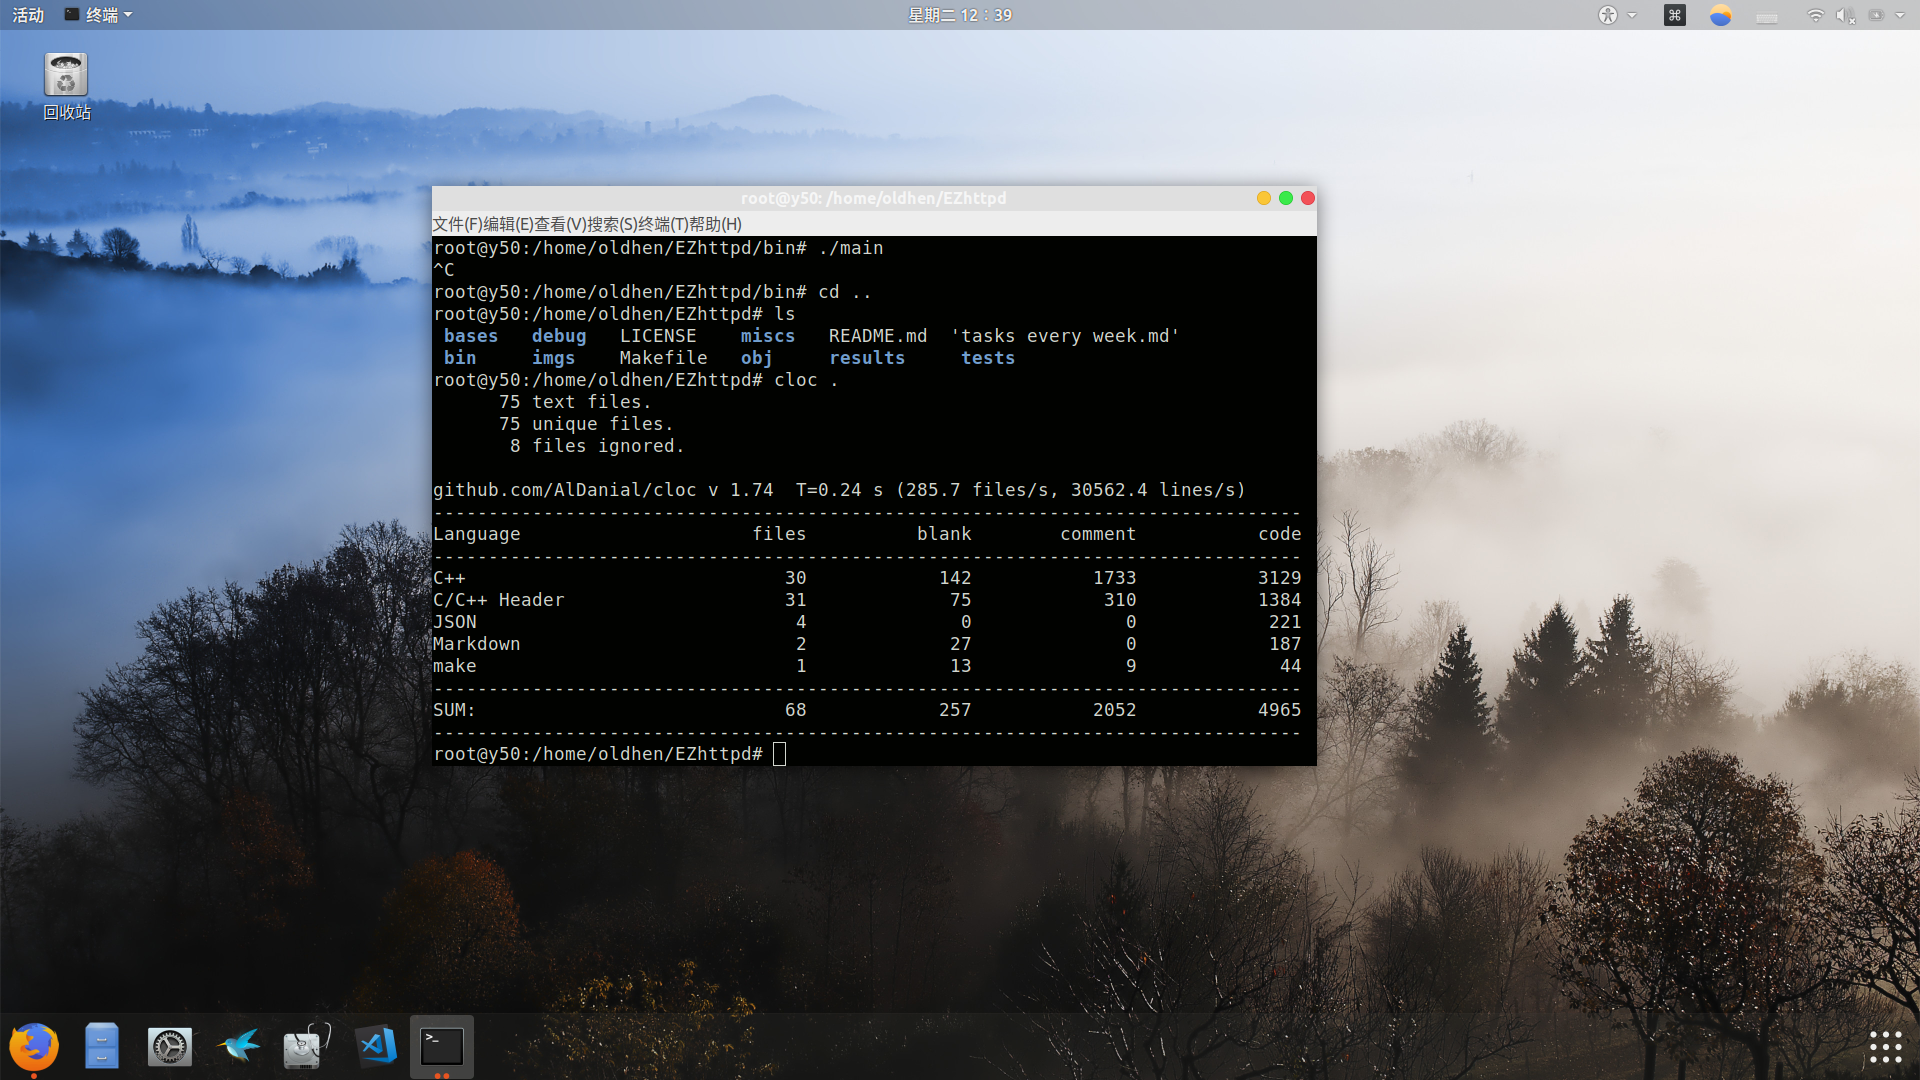 活动 终端 星期二 12：39
回收站
root@y50: /home/oldhen/EZhttpd
文件(F)编辑(E)查看(V)搜索(S)终端(T)帮助(H)
root@y50:/home/oldhen/EZhttpd/bin# ./main
^C
root@y50:/home/oldhen/EZhttpd/bin# cd ..
root@y50:/home/oldhen/EZhttpd# ls
bases debug LICENSE miscs README.md 'tasks every week.md'
bin imgs Makefile obj results tests
root@y50:/home/oldhen/EZhttpd# cloc .
75 text files.
75 unique files.
8 files ignored.
github.com/AlDanial/cloc v 1.74 T=0.24 s (285.7 files/s, 30562.4 lines/s)
-------------------------------------------------------------------------------
Language files blank comment code
-------------------------------------------------------------------------------
C++ 30 142 1733 3129
C/C++ Header 31 75 310 1384
JSON 4 0 0 221
Markdown 2 27 0 187
make 1 13 9 44
-------------------------------------------------------------------------------
SUM: 68 257 2052 4965
-------------------------------------------------------------------------------
root@y50:/home/oldhen/EZhttpd#